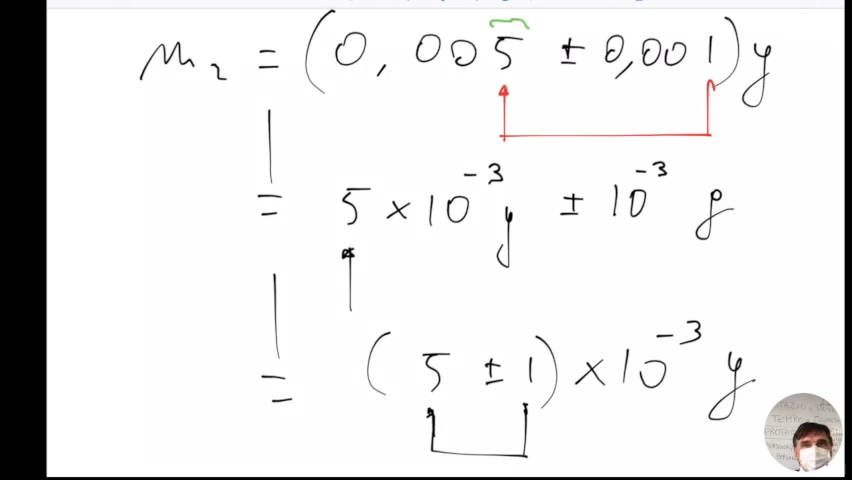 m₂ = (0,005 ± 0,001) g
= 5 × 10⁻³ g ± 10⁻³ g
= (5 ± 1) × 10⁻³ g